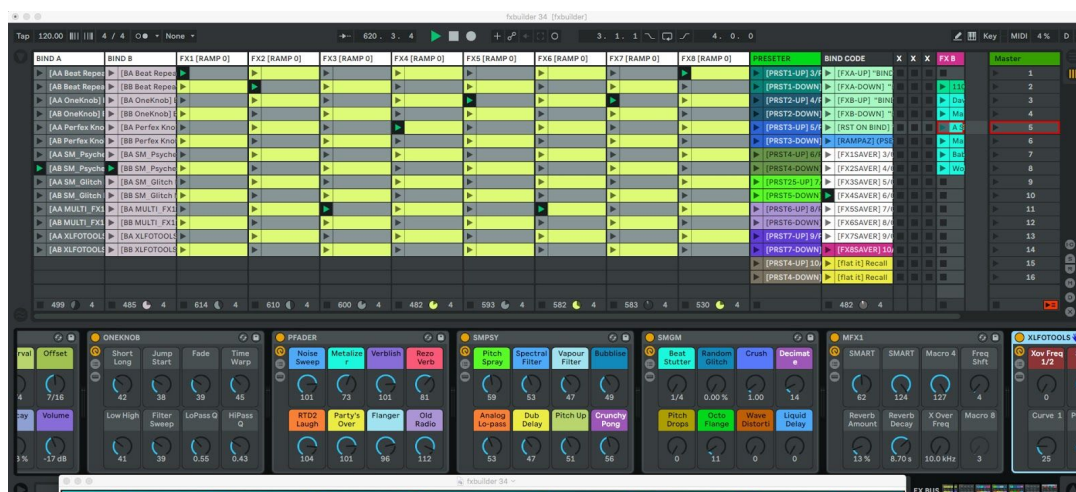 fxbuilder 34 [fxbuilder]
Tap 120.00 4 / 4 None 620 . 3 . 4 3 . 1 . 1 4 . 0 . 0 Key MIDI 4 % D
BIND A BIND B FX1 [RAMP 0] FX2 [RAMP 0] FX3 [RAMP 0] FX4 [RAMP 0] FX5 [RAMP 0] FX6 [RAMP 0] FX7 [RAMP 0] FX8 [RAMP 0] PRESETER BIND CODE X X X FX B Master
[AA Beat Repea [BA Beat Repea [PRST1-UP] 3/F [FXA-UP] "BIND 1
[AB Beat Repea [BB Beat Repea [PRST1-DOWN] [FXA-DOWN] " 110 2
[AA OneKnob] E [BA OneKnob] E [PRST2-UP] 4/F [FXB-UP] "BIN Dav 3
[AB OneKnob] [BB OneKnob] E [PRST2-DOWN] [FXB-DOWN] " Ma 4
[AA Perfex Kno [BA Perfex Kno [PRST3-UP] 5/F [RST ON BIND] A S 5
[AB Perfex Kno [BB Perfex Kno [PRST3-DOWN] [RAMPAZ] (PSE Ma 6
[AA SM_Psyche [BA SM_Psyche [PRST4-UP] 6/ [FX1SAVER] 3/ Bat 7
[AB SM_Psyche [BB SM_Psyche [PRST4-DOWN [FX2SAVER] 4/ Wo 8
[AA SM_Glitch [BA SM_Glitch [PRST25-UP] 7 [FX3SAVER] 5/ 9
[AB SM_Glitch [BB SM_Glitch [PRST5-DOWN] [FX4SAVER] 6/ 10
[AA MULTI_FX1 [BA MULTI_FX1 [PRST6-UP] 8/F [FX5SAVER] 7/ 11
[AB MULTI_FX1 [BB MULTI_FX1 [PRST6-DOWN] [FX6SAVER] 8/ 12
[AA XLFOTOOLS [BA XLFOTOOLS [PRST7-UP] 9/F [FX7SAVER] 9/ 13
[AB XLFOTOOLS [BB XLFOTOOLS [PRST7-DOWN] [FX8SAVER] 10/ 14
[PRST4-UP] 10/ [flat it] Recall 15
[PRST4-DOWN] [flat it] Recall 16
499 4 485 4 614 4 610 4 600 4 482 4 593 4 582 4 583 4 530 4 482 4
ONEKNOB PFADER SMPSY SMGM MFX1 XLFOTOOLS
rval Offset Short Long Jump Start Fade Time Warp Noise Sweep Metalizer Verblish Rezo Verb Pitch Spray Spectral Filter Vapour Filter Bubbliise Beat Stutter Random Glitch Crush Decimate SMART SMART Macro 4 Freq Shft Xov Freq 1/2
/4 7/16 42 38 39 45 101 73 101 81 59 53 47 49 1/4 0.00 % 1.00 14 62 124 127 4 0
cay Volume Low High Filter Sweep LoPass Q HiPass Q RTD2 Laugh Party's Over Flanger Old Radio Analog Lo-pass Dub Delay Pitch Up Crunchy Pong Pitch Drops Octo Flange Wave Distorti Liquid Delay Reverb Amount Reverb Decay X Over Freq Macro 8 Curve 1 P
% -17 dB 41 39 0.55 0.43 104 101 96 112 53 47 51 56 0 11 0 0 13 % 8.70 s 10.0 kHz 3 25
fxbuilder 34
FX BUS